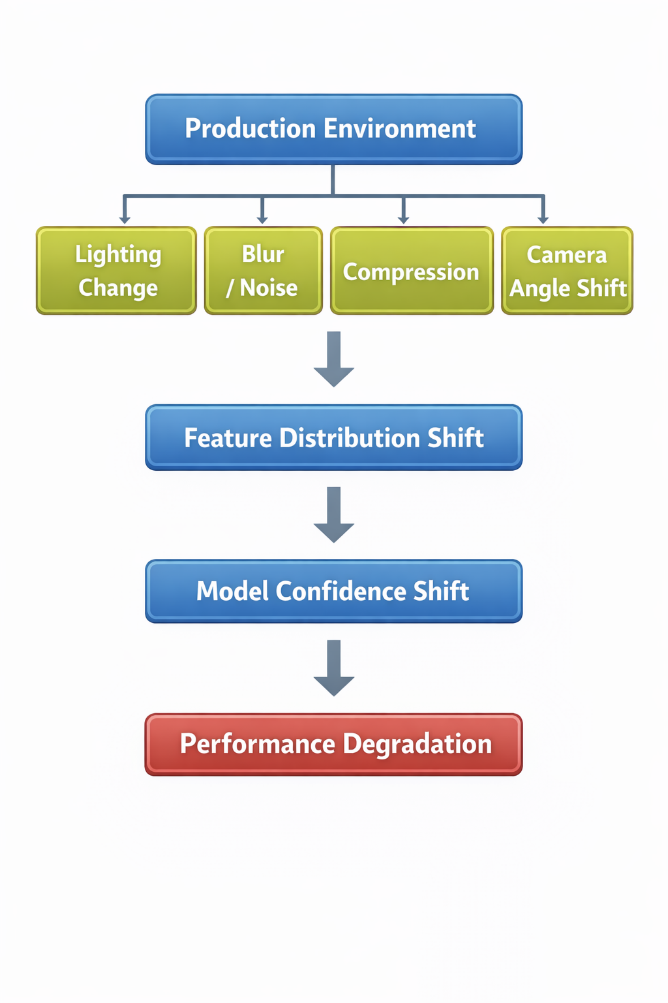 Production Environment
Lighting
Change
Blur
/ Noise
Compression
Camera
Angle Shift
Feature Distribution Shift
Model Confidence Shift
Performance Degradation